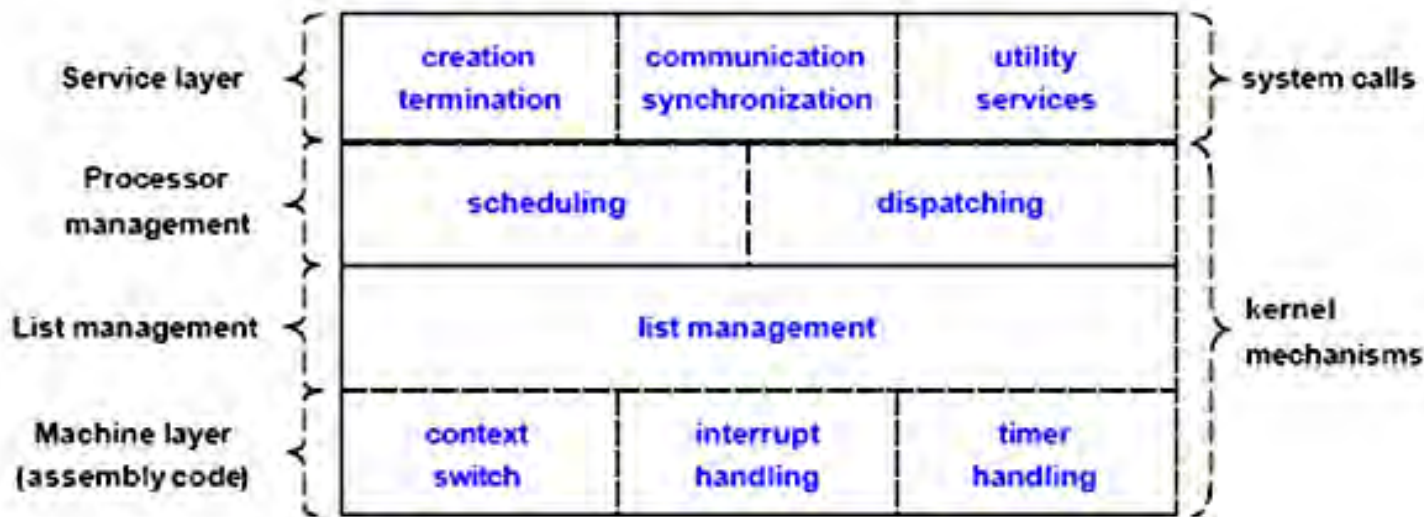 Service layer
creation
termination
communication
synchronization
utility
services
system calls
Processor
management
scheduling
dispatching
List management
list management
kernel
mechanisms
Machine layer
(assembly code)
context
switch
interrupt
handling
timer
handling